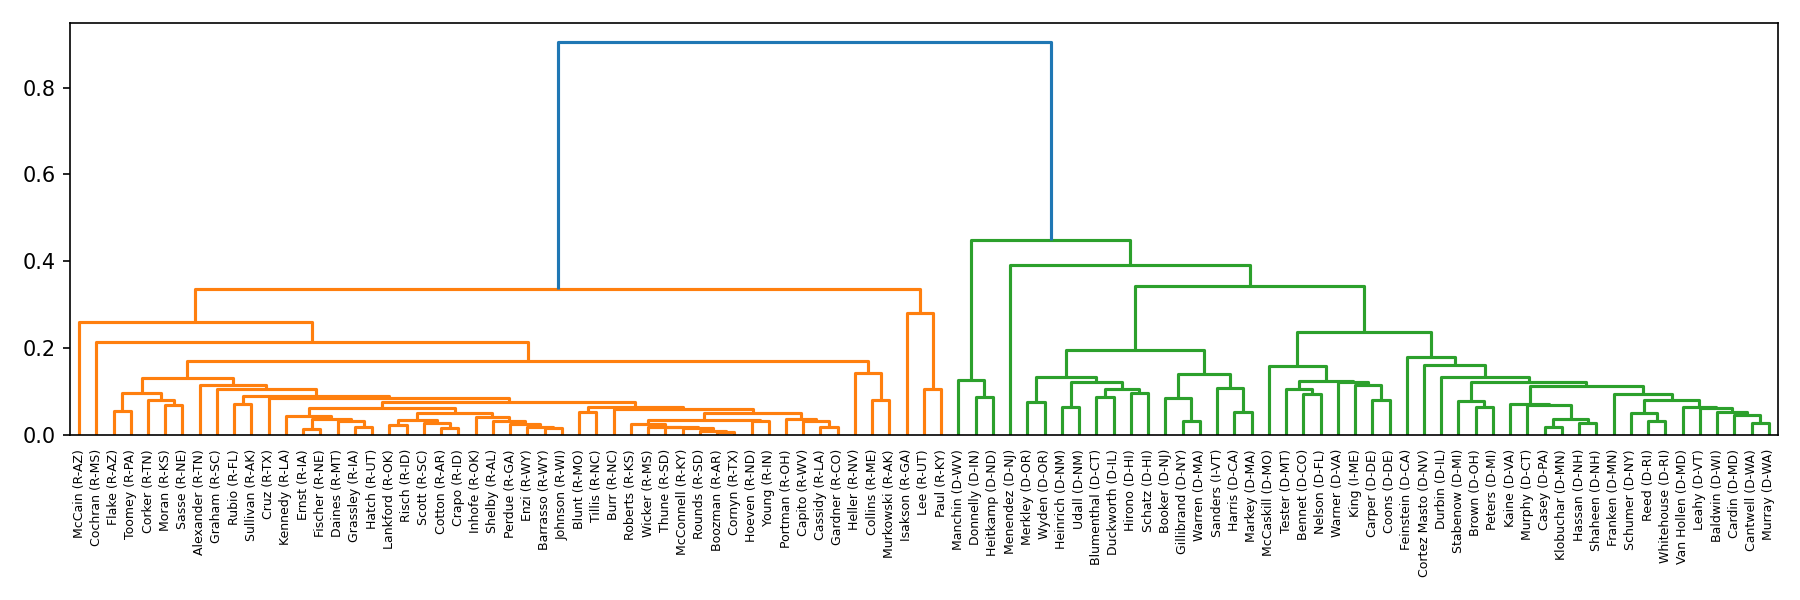 0.8
0.6
0.4
0.2
0.0
McCain (R-AZ)
Cochran (R-MS)
Flake (R-AZ)
Toomey (R-PA)
Corker (R-TN)
Moran (R-KS)
Sasse (R-NE)
Alexander (R-TN)
Graham (R-SC)
Rubio (R-FL)
Sullivan (R-AK)
Cruz (R-TX)
Kennedy (R-LA)
Ernst (R-IA)
Fischer (R-NE)
Daines (R-MT)
Grassley (R-IA)
Hatch (R-UT)
Lankford (R-OK)
Risch (R-ID)
Scott (R-SC)
Cotton (R-AR)
Crapo (R-ID)
Inhofe (R-OK)
Shelby (R-AL)
Perdue (R-GA)
Enzi (R-WY)
Barrasso (R-WY)
Johnson (R-WI)
Blunt (R-MO)
Tillis (R-NC)
Burr (R-NC)
Roberts (R-KS)
Wicker (R-MS)
Thune (R-SD)
McConnell (R-KY)
Rounds (R-SD)
Boozman (R-AR)
Cornyn (R-TX)
Hoeven (R-ND)
Young (R-IN)
Portman (R-OH)
Capito (R-WV)
Cassidy (R-LA)
Gardner (R-CO)
Heller (R-NV)
Collins (R-ME)
Murkowski (R-AK)
Isakson (R-GA)
Lee (R-UT)
Paul (R-KY)
Manchin (D-WV)
Donnelly (D-IN)
Heitkamp (D-ND)
Menendez (D-NJ)
Merkley (D-OR)
Wyden (D-OR)
Heinrich (D-NM)
Udall (D-NM)
Blumenthal (D-CT)
Duckworth (D-IL)
Hirono (D-HI)
Schatz (D-HI)
Booker (D-NJ)
Gillibrand (D-NY)
Warren (D-MA)
Sanders (I-VT)
Harris (D-CA)
Markey (D-MA)
McCaskill (D-MO)
Tester (D-MT)
Bennet (D-CO)
Nelson (D-FL)
Warner (D-VA)
King (I-ME)
Carper (D-DE)
Coons (D-DE)
Feinstein (D-CA)
Cortez Masto (D-NV)
Durbin (D-IL)
Stabenow (D-MI)
Brown (D-OH)
Peters (D-MI)
Kaine (D-VA)
Murphy (D-CT)
Casey (D-PA)
Klobuchar (D-MN)
Hassan (D-NH)
Shaheen (D-NH)
Franken (D-MN)
Schumer (D-NY)
Reed (D-RI)
Whitehouse (D-RI)
Van Hollen (D-MD)
Leahy (D-VT)
Baldwin (D-WI)
Cardin (D-MD)
Cantwell (D-WA)
Murray (D-WA)